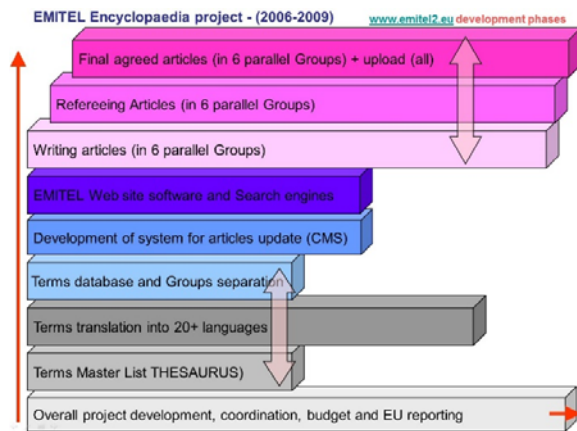 EMITEL Encyclopaedia project - (2006-2009) www.emitel2.eu development phases
Final agreed articles (in 6 parallel Groups) + upload (all)
Refereeing Articles (in 6 parallel Groups)
Writing articles (in 6 parallel Groups)
EMITEL Web site software and Search engines
Development of system for articles update (CMS)
Terms database and Groups separation
Terms translation into 20+ languages
Terms Master List THESAURUS)
Overall project development, coordination, budget and EU reporting